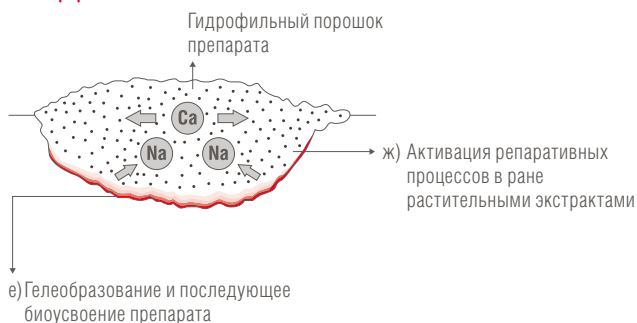 Гидрофильный порошок
препарата
Ca
Na
Na
ж) Активация репаративных
процессов в ране
растительными экстрактами
е) Гелеобразование и последующее
биоусвоение препарата